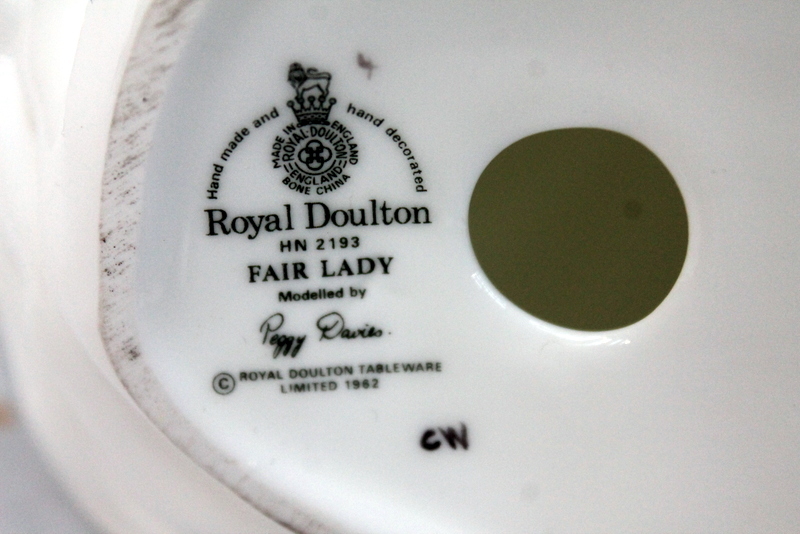 4
Hand made and hand decorated
MADE IN ENGLAND
ROYAL·DOULTON
ENGLAND
BONE CHINA
Royal Doulton
HN 2193
FAIR LADY
Modelled by
Peggy Davies.
© ROYAL DOULTON TABLEWARE
LIMITED 1962
CW